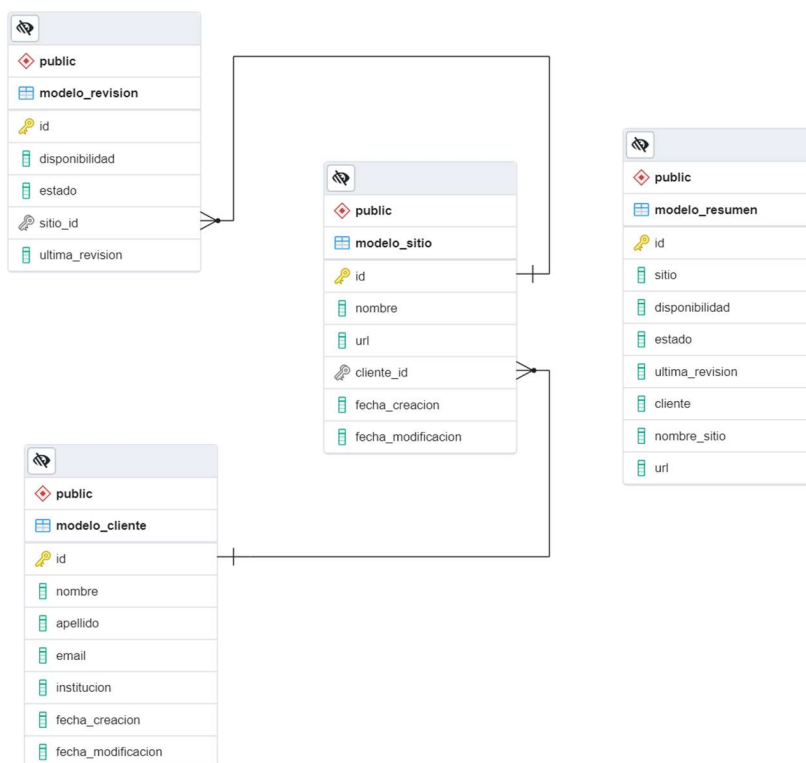 public
modelo_revision
id
disponibilidad
estado
sitio_id
ultima_revision
public
modelo_sitio
id
nombre
url
cliente_id
fecha_creacion
fecha_modificacion
public
modelo_resumen
id
sitio
disponibilidad
estado
ultima_revision
cliente
nombre_sitio
url
public
modelo_cliente
id
nombre
apellido
email
institucion
fecha_creacion
fecha_modificacion